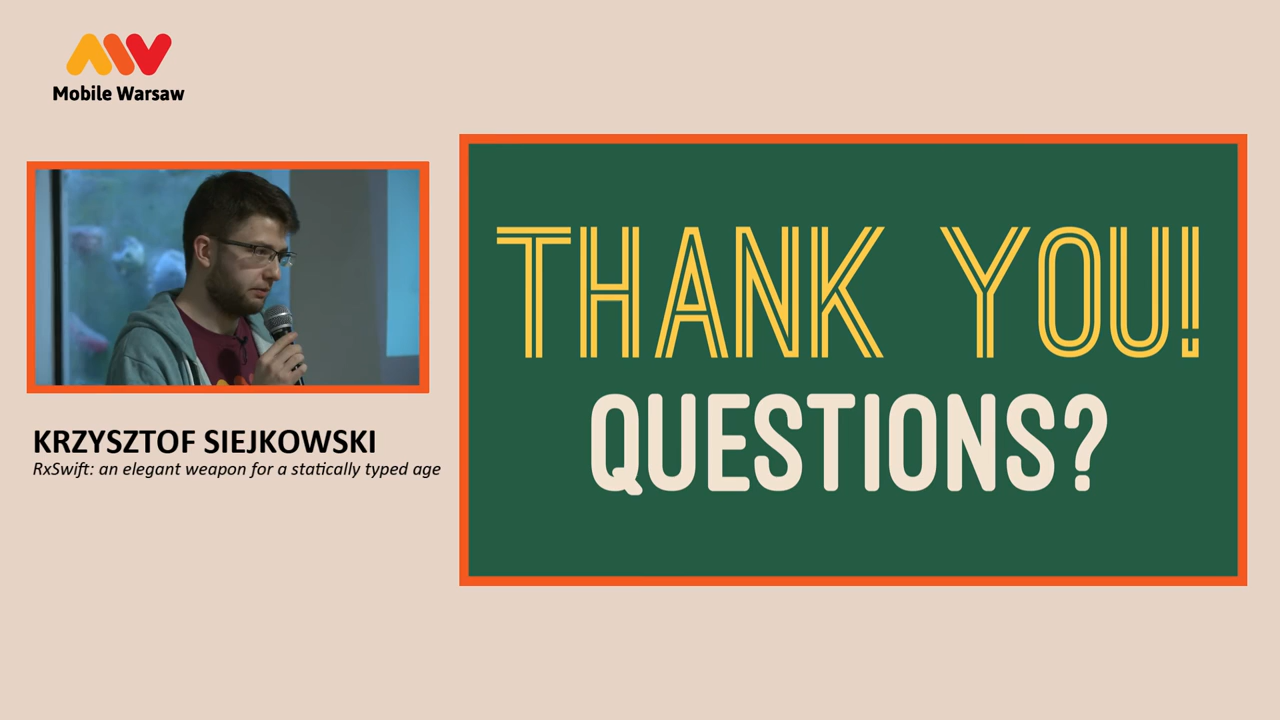 Mobile Warsaw
THANK YOU!
QUESTIONS?
KRZYSZTOF SIEJKOWSKI
RxSwift: an elegant weapon for a statically typed age